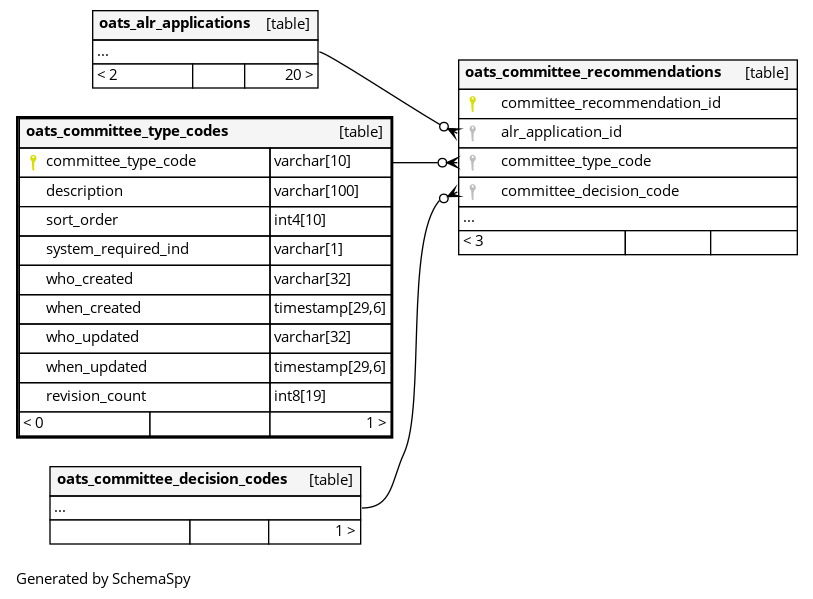 oats_alr_applications [table]
...
< 2 20 >
oats_committee_type_codes [table]
committee_type_code varchar[10]
description varchar[100]
sort_order int4[10]
system_required_ind varchar[1]
who_created varchar[32]
when_created timestamp[29,6]
who_updated varchar[32]
when_updated timestamp[29,6]
revision_count int8[19]
< 0 1 >
oats_committee_decision_codes [table]
...
1 >
oats_committee_recommendations [table]
committee_recommendation_id
alr_application_id
committee_type_code
committee_decision_code
...
< 3
Generated by SchemaSpy